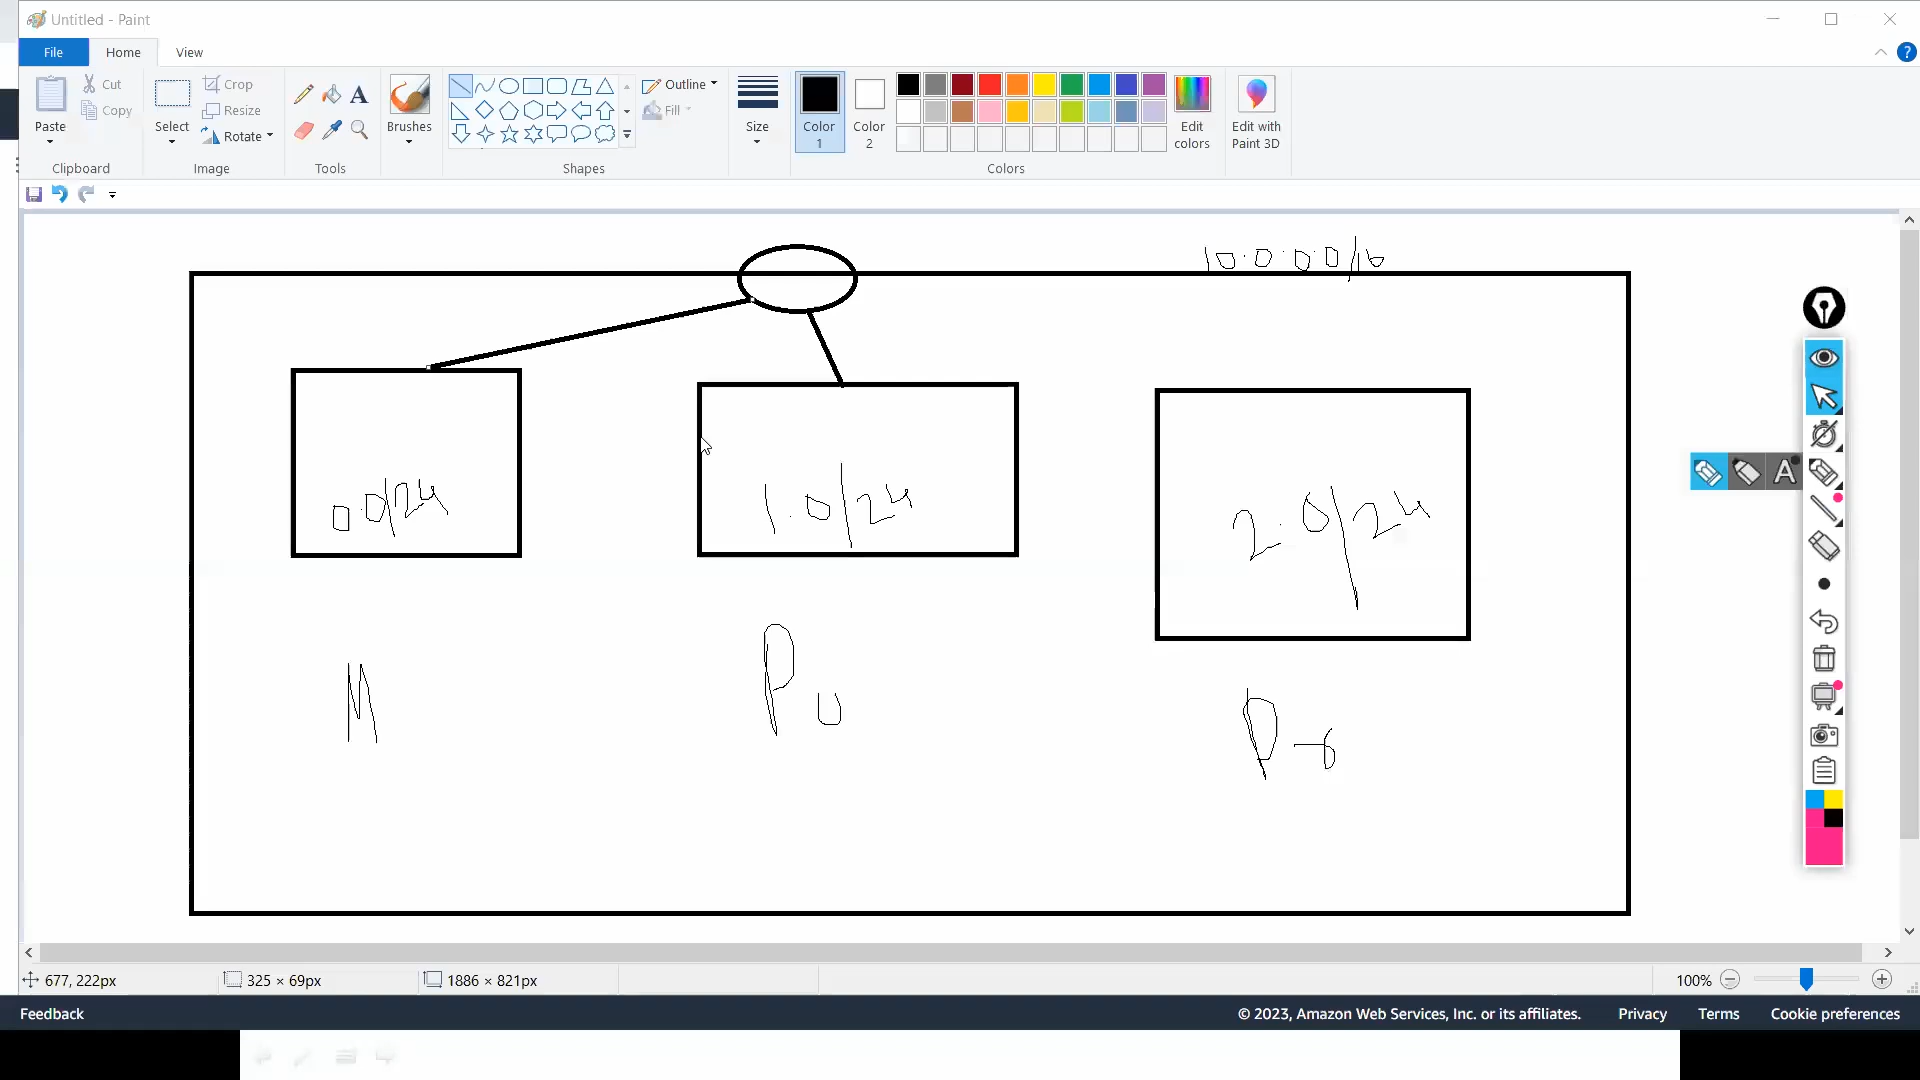 Untitled - Paint
File
Home
View
Paste
Cut
Copy
Clipboard
Select
Crop
Resize
Rotate
Image
A
Tools
Brushes
Outline
Fill
Shapes
Size
Color
1
Color
2
Edit
colors
Colors
Edit with
Paint 3D
?
10.0.0.0/16
0.0/24
1.0/24
2.0/24
M
Pu
Pr
A
677, 222px
325 × 69px
1886 × 821px
100%
Feedback
© 2023, Amazon Web Services, Inc. or its affiliates.
Privacy
Terms
Cookie preferences